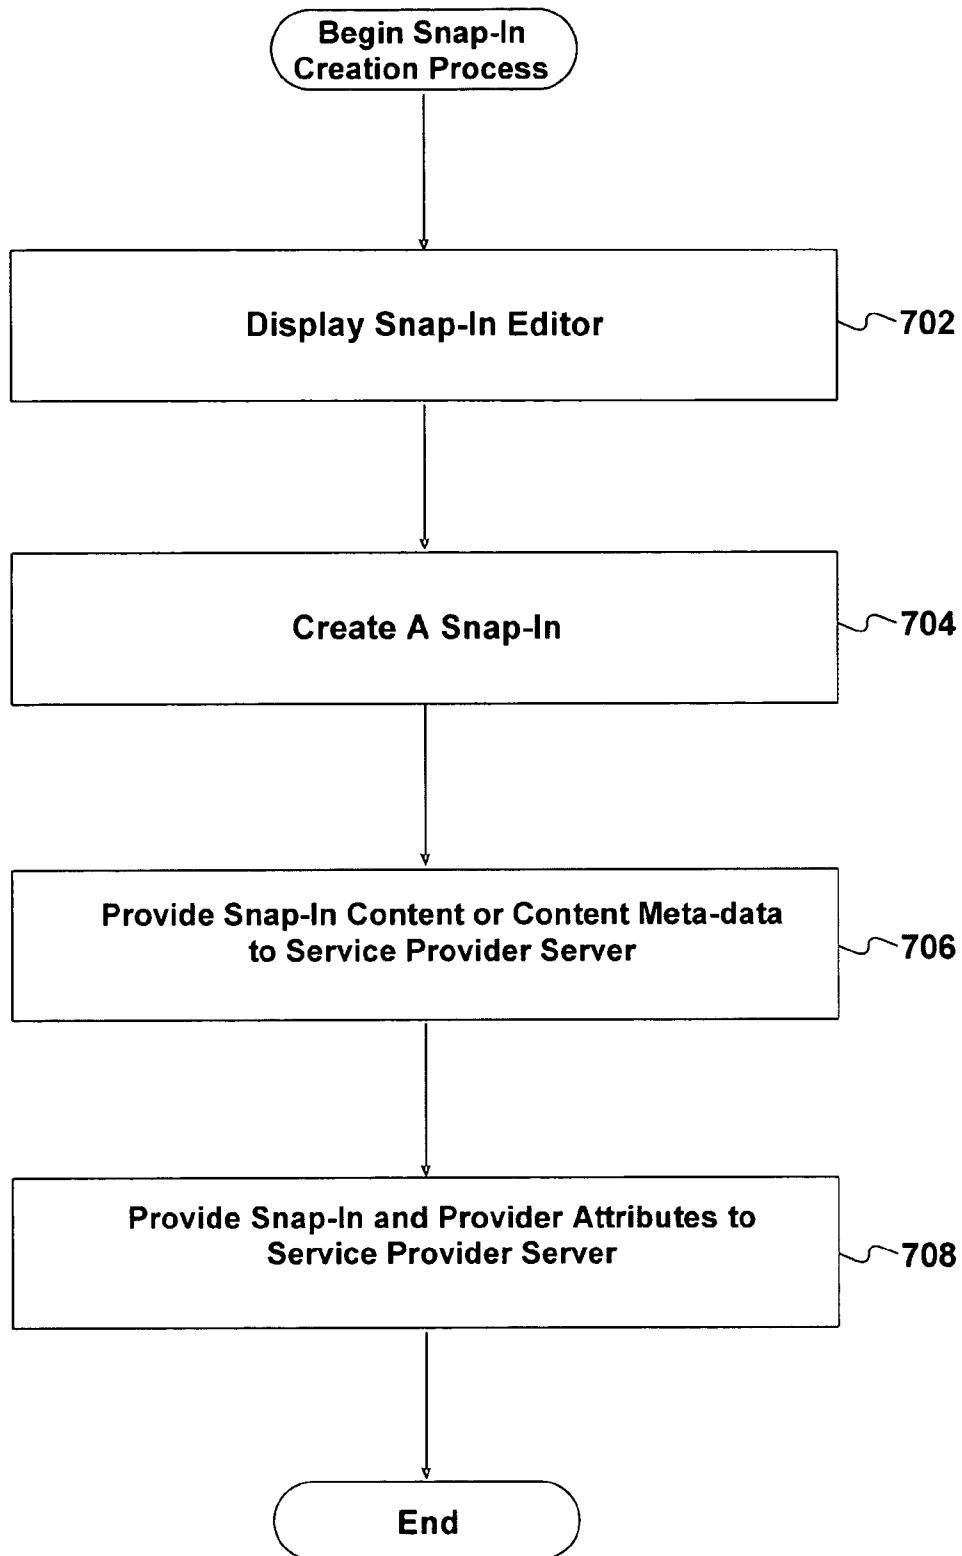 Begin Snap-In
Creation Process
Display Snap-In Editor
702
Create A Snap-In
704
Provide Snap-In Content or Content Meta-data
to Service Provider Server
706
Provide Snap-In and Provider Attributes to
Service Provider Server
708
End